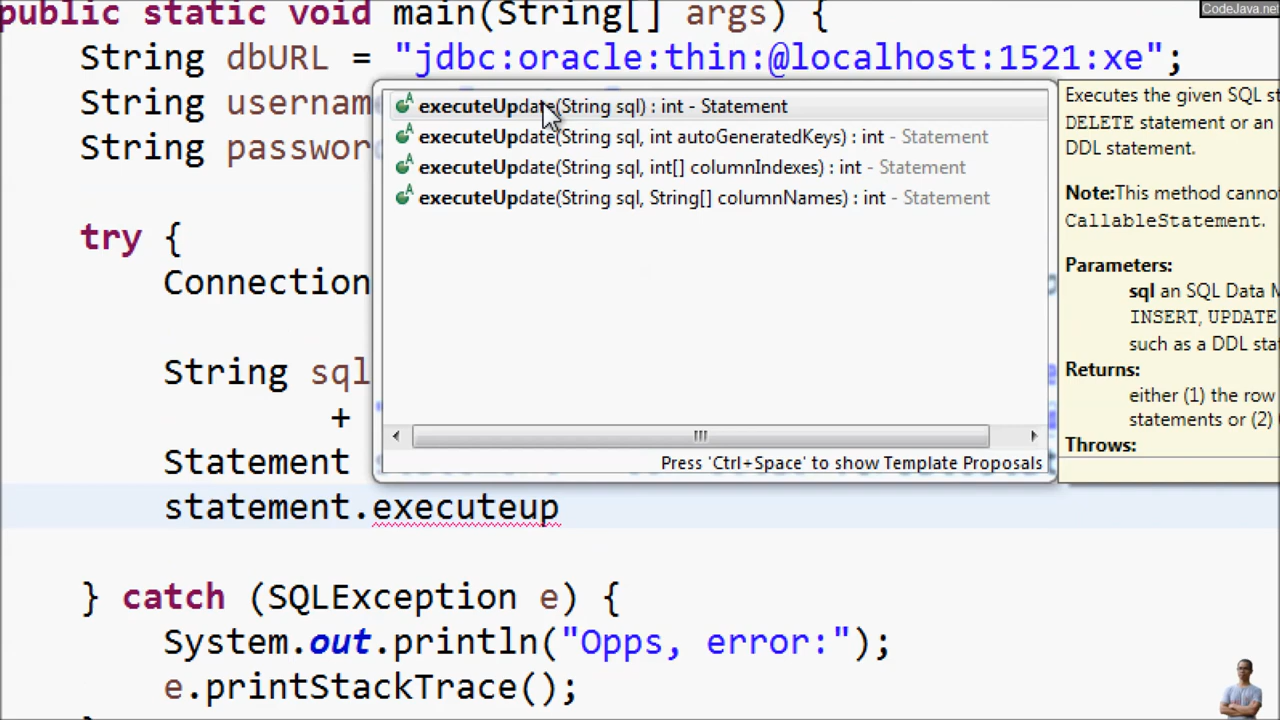 CodeJava.net
public static void main(String[] args) {
String dbURL = "jdbc:oracle:thin:@localhost:1521:xe";
String usernam
String passwor
executeUpdate(String sql) : int - Statement
executeUpdate(String sql, int autoGeneratedKeys) : int - Statement
executeUpdate(String sql, int[] columnIndexes) : int - Statement
executeUpdate(String sql, String[] columnNames) : int - Statement
Press 'Ctrl+Space' to show Template Proposals
Executes the given SQL st
DELETE statement or an
DDL statement.
Note:This method canno
CallableStatement.
Parameters:
sql an SQL Data M
INSERT, UPDATE
such as a DDL sta
Returns:
either (1) the row
statements or (2)
Throws:
try {
Connection
String sql
+
Statement
statement.executeup
} catch (SQLException e) {
System.out.println("Opps, error:");
e.printStackTrace();